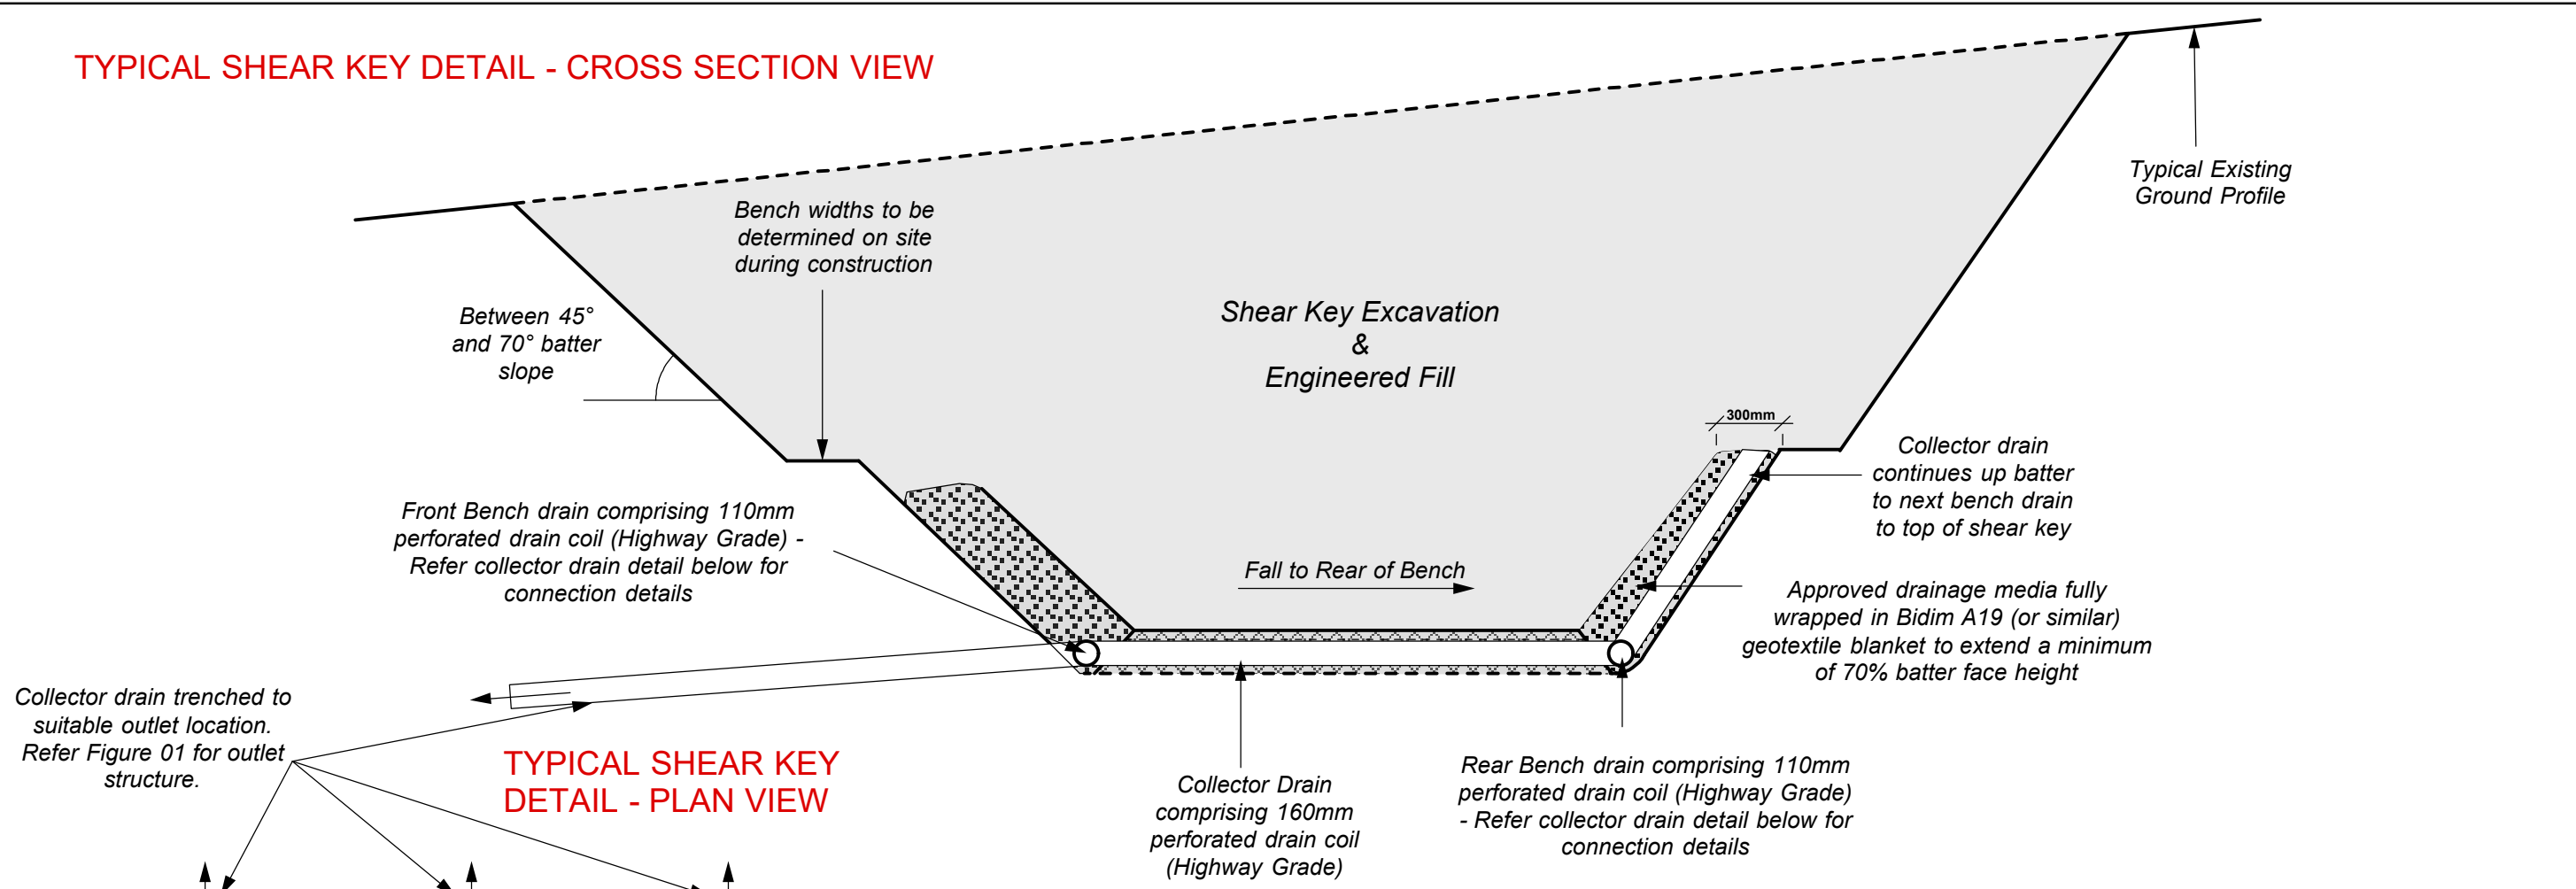 TYPICAL SHEAR KEY DETAIL - CROSS SECTION VIEW
Typical Existing
Ground Profile
Bench widths to be
determined on site
during construction
Between 45°
and 70° batter
slope
Shear Key Excavation
&
Engineered Fill
300mm
Collector drain
continues up batter
to next bench drain
to top of shear key
Front Bench drain comprising 110mm
perforated drain coil (Highway Grade) -
Refer collector drain detail below for
connection details
Fall to Rear of Bench
Approved drainage media fully
wrapped in Bidim A19 (or similar)
geotextile blanket to extend a minimum
of 70% batter face height
Collector drain trenched to
suitable outlet location.
Refer Figure 01 for outlet
structure.
TYPICAL SHEAR KEY
DETAIL - PLAN VIEW
Collector Drain
comprising 160mm
perforated drain coil
(Highway Grade)
Rear Bench drain comprising 110mm
perforated drain coil (Highway Grade)
- Refer collector drain detail below for
connection details